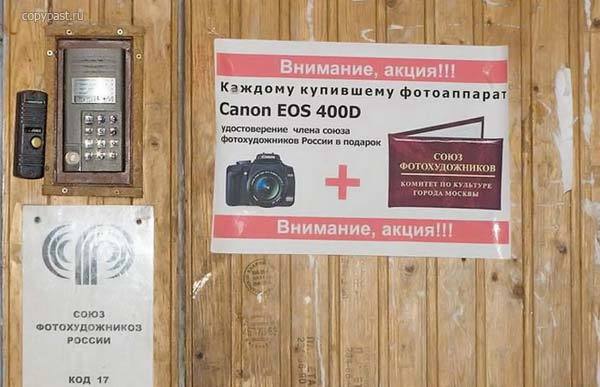 copypast.ru
Внимание, акция!!!
Каждому купившему фотоаппарат
Canon EOS 400D
удостоверение члена союза
фотохудожников России в подарок
Canon
+
СОЮЗ
ФОТОХУДОЖНИКОВ
КОМИТЕТ ПО КУЛЬТУРЕ
ГОРОДА МОСКВЫ
Внимание, акция!!!
СОЮЗ
ФОТОХУДОЖНИКОВ
РОССИИ
КОД 17